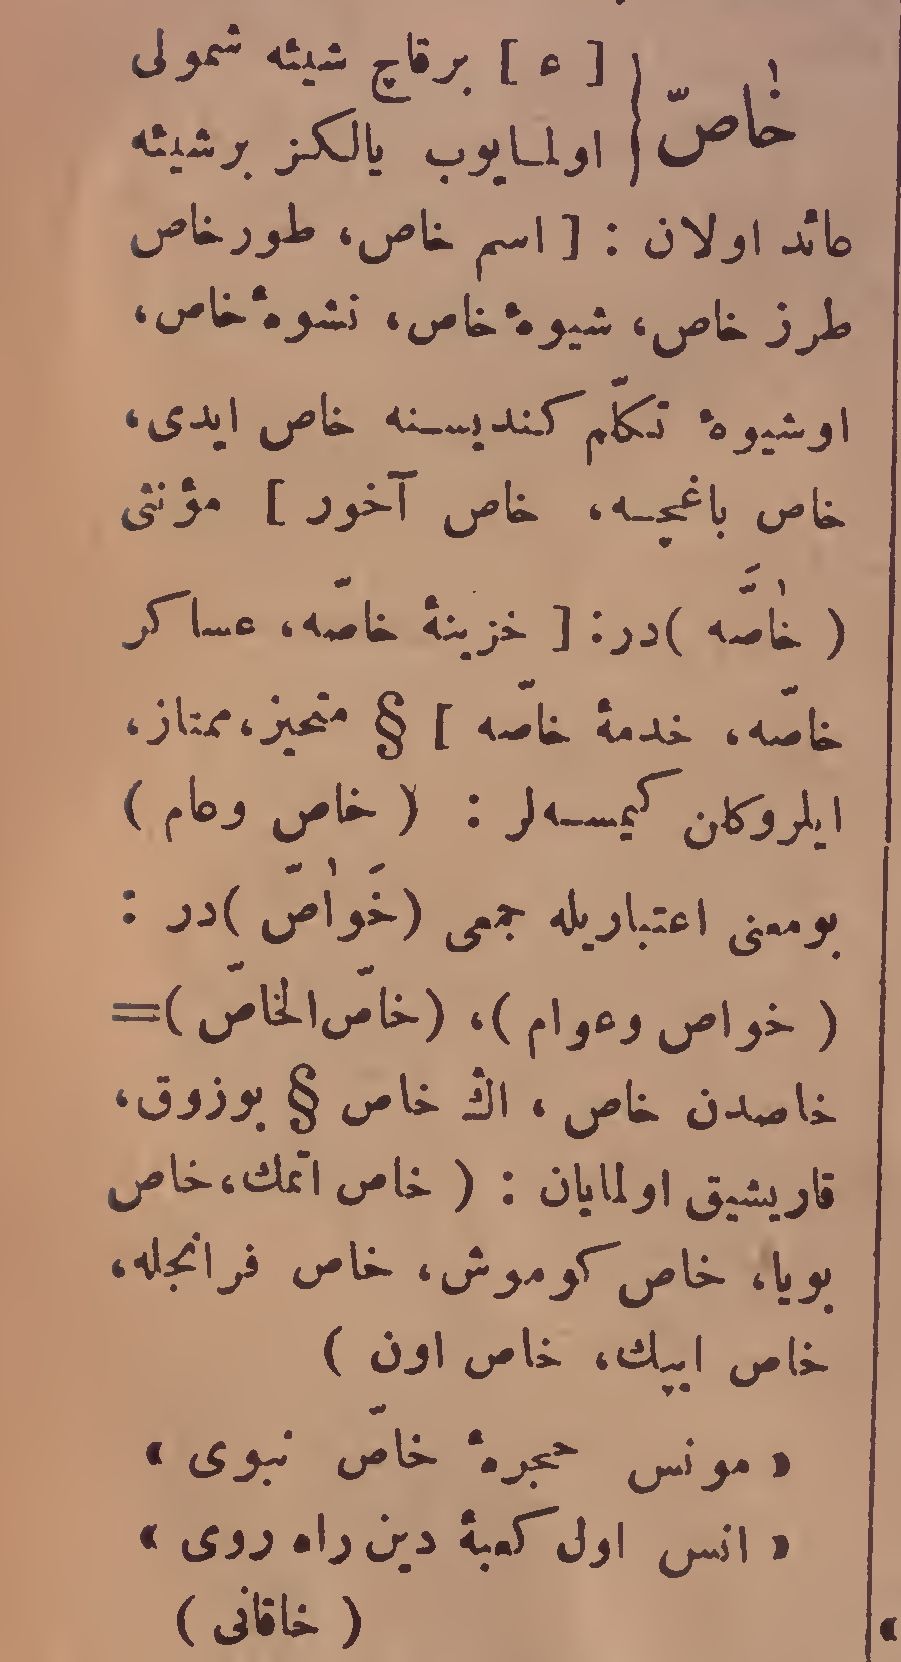 خاصّ } [ ع ] برقاچ شیئه شمولی
اولمایوب یالکز برشیئه
عائد اولان : [ اسم خاص، طورخاص
طرز خاص، شیوهٔ خاص، نشوهٔ خاص،
اوشیوهٔ تکلّم کندیسنه خاص ایدی،
خاص باغچه، خاص آخور ] مؤنثی
( خاصَّه )در: [ خزینهٔ خاصّه، عساکر
خاصّه، خدمهٔ خاصّه ] § متحیز، ممتاز،
ایلروکان کیمسه‌لر : ( خاص وعام )
بومعنی اعتباریله جمعی (خَواصّ )در :
( خواص وعوام )، (خاصّ الخاصّ )=
خاصدن خاص ، اڭ خاص § بوزوق،
قاریشیق اولمایان : ( خاص اتمك، خاص
بویا، خاص کوموش، خاص فرانجله،
خاص ایپك، خاص اون )
« مونس حجرهٔ خاصّ نبوی »
« انس اول کعبهٔ دین راه روی »
( خاقانی )